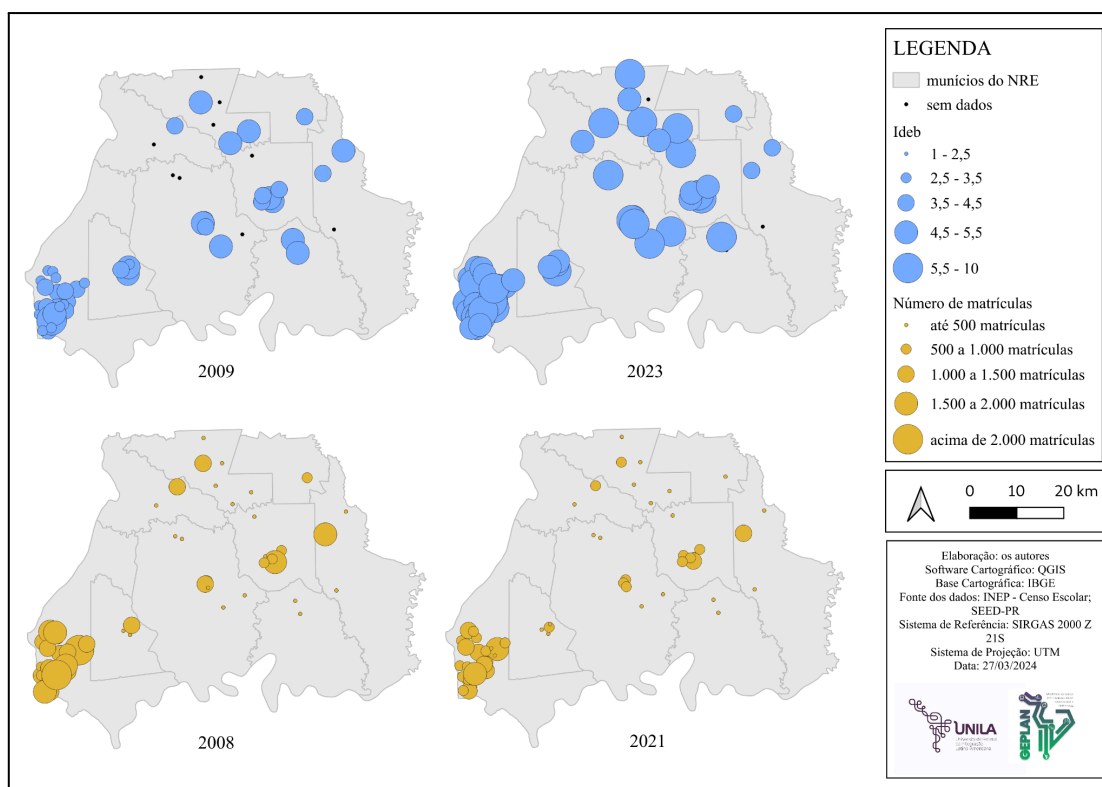 2009
2023
2008
2021
LEGENDA
munícios do NRE
sem dados
Ideb
1 - 2,5
2,5 - 3,5
3,5 - 4,5
4,5 - 5,5
5,5 - 10
Número de matrículas
até 500 matrículas
500 a 1.000 matrículas
1.000 a 1.500 matrículas
1.500 a 2.000 matrículas
acima de 2.000 matrículas
0 10 20 km
Elaboração: os autores
Software Cartográfico: QGIS
Base Cartográfica: IBGE
Fonte dos dados: INEP - Censo Escolar;
SEED-PR
Sistema de Referência: SIRGAS 2000 Z
21S
Sistema de Projeção: UTM
Data: 27/03/2024
UNILA
GEPLAN